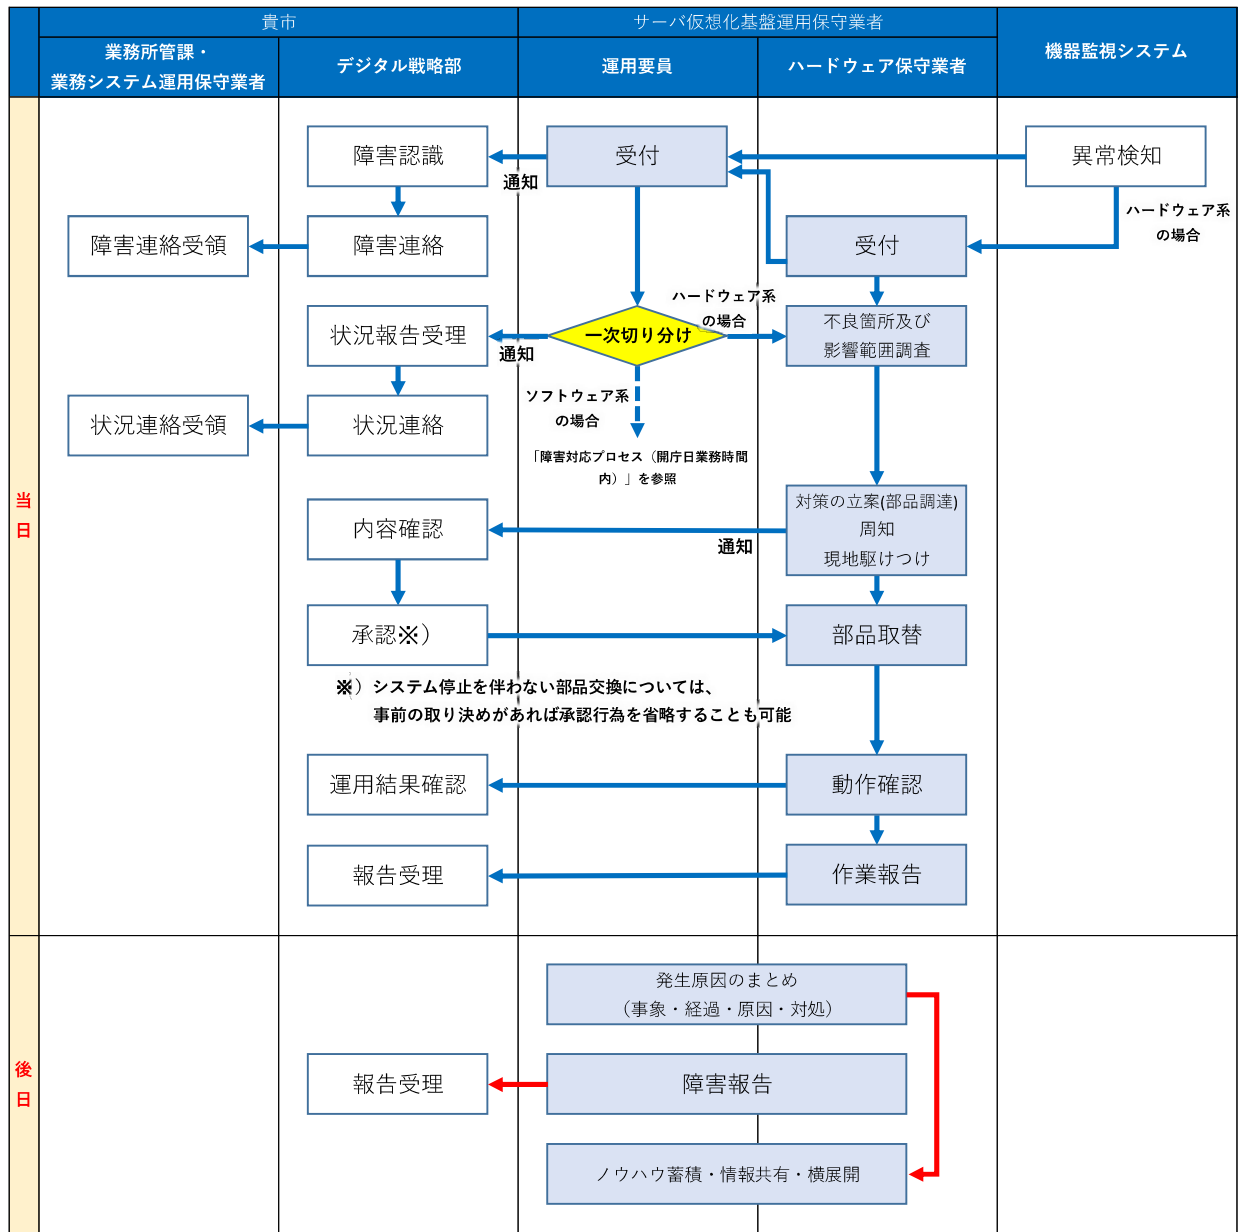 貴市
サーバ仮想化基盤運用保守業者
機器監視システム
業務所管課・
業務システム運用保守業者
デジタル戦略部
運用要員
ハードウェア保守業者
当
日
障害認識
通知
受付
異常検知
ハードウェア系
の場合
障害連絡受領
障害連絡
受付
ハードウェア系
の場合
状況報告受理
通知
一次切り分け
不良箇所及び
影響範囲調査
ソフトウェア系
の場合
状況連絡受領
状況連絡
「障害対応プロセス（開庁日業務時間
内）」を参照
内容確認
通知
対策の立案(部品調達)
周知
現地駆けつけ
承認※）
部品取替
※）システム停止を伴わない部品交換については、
事前の取り決めがあれば承認行為を省略することも可能
運用結果確認
動作確認
報告受理
作業報告
後
日
発生原因のまとめ
（事象・経過・原因・対処）
報告受理
障害報告
ノウハウ蓄積・情報共有・横展開